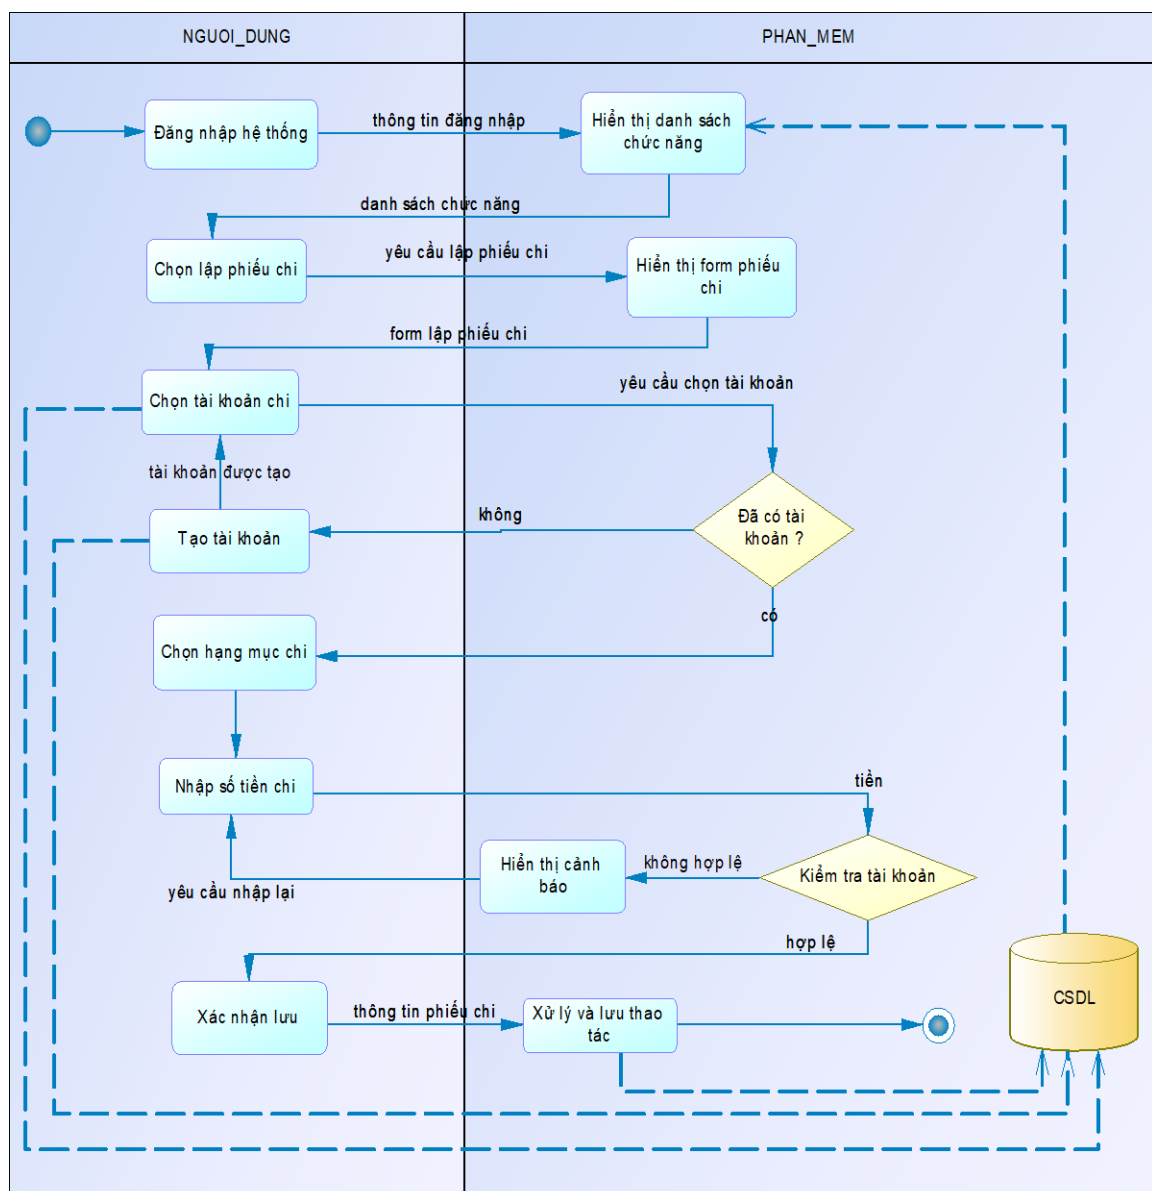 NGUOI_DUNG
PHAN_MEM
Đăng nhập hệ thống
thông tin đăng nhập
Hiển thị danh sách
chức năng
danh sách chức năng
Chọn lập phiếu chi
yêu cầu lập phiếu chi
Hiển thị form phiếu
chi
form lập phiếu chi
Chọn tài khoản chi
yêu cầu chọn tài khoản
tài khoản được tạo
Đã có tài
khoản ?
không
Tạo tài khoản
có
Chọn hạng mục chi
Nhập số tiền chi
tiền
Kiểm tra tài khoản
không hợp lệ
Hiển thị cảnh
báo
yêu cầu nhập lại
hợp lệ
Xác nhận lưu
thông tin phiếu chi
Xử lý và lưu thao
tác
CSDL